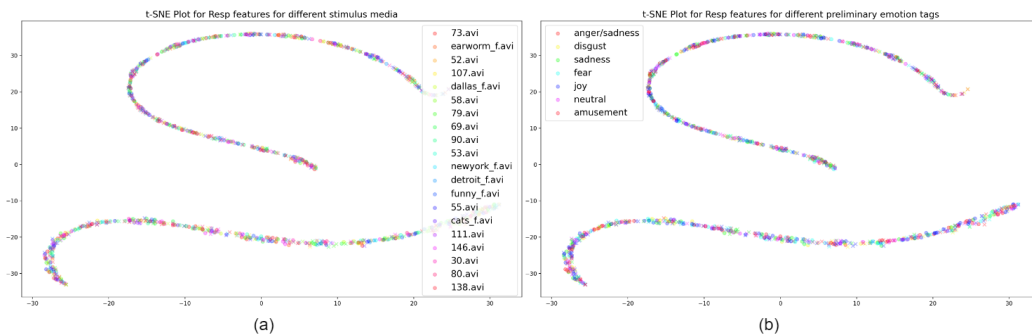 t-SNE Plot for Resp features for different stimulus media
73.avi
earworm_f.avi
52.avi
107.avi
dallas_f.avi
58.avi
79.avi
69.avi
90.avi
53.avi
newyork_f.avi
detroit_f.avi
funny_f.avi
55.avi
cats_f.avi
111.avi
146.avi
30.avi
80.avi
138.avi
30
20
10
0
−10
−20
−30
−30
−20
−10
0
10
20
30
(a)
t-SNE Plot for Resp features for different preliminary emotion tags
anger/sadness
disgust
sadness
fear
joy
neutral
amusement
30
20
10
0
−10
−20
−30
−30
−20
−10
0
10
20
30
(b)